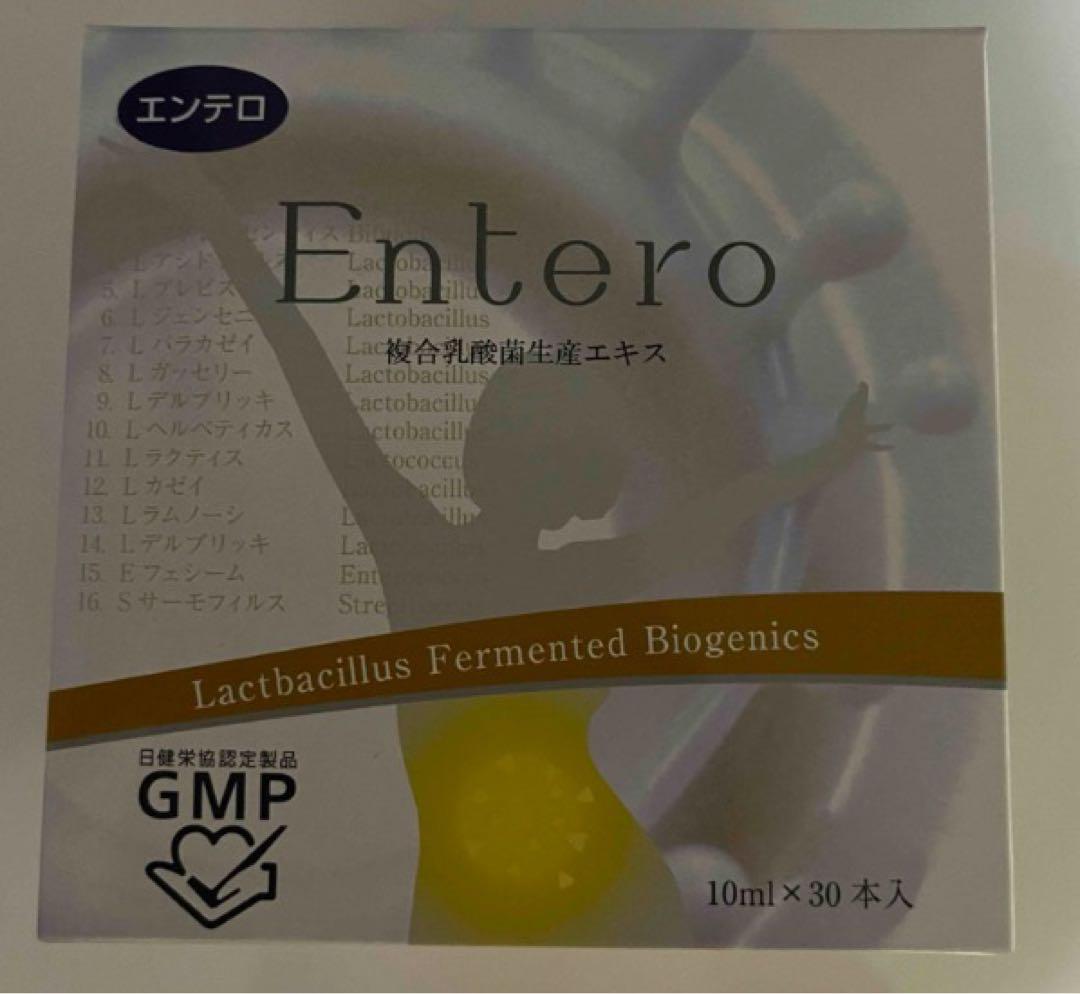 エンテロ
Entero
複合乳酸菌生産エキス
5. L ブレビス Lactobacillus
6. L ジェンセニ Lactobacillus
7. L パラカゼイ
8. L ガッセリー Lactobacillus
9. L デルブリッキ Lactobacillus
10. L ヘルベティカス Lactobacillus
11. L ラクティス
12. L カゼイ
13. L ラムノーシ
14. L デルブリッキ
15. E フェシーム
16. S サーモフィルス
Lactbacillus Fermented Biogenics
日健栄協認定製品
GMP
10ml×30 本入